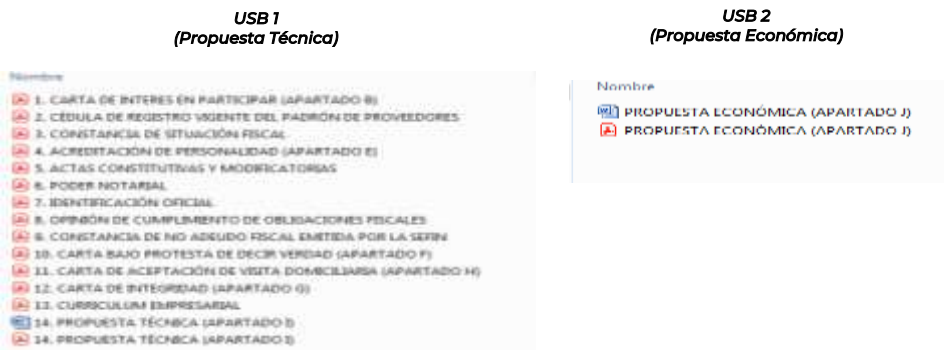 USB 1
(Propuesta Técnica)
Nombre
1. CARTA DE INTERES EN PARTICIPAR (APARTADO B)
2. CÉDULA DE REGISTRO VIGENTE DEL PADRÓN DE PROVEEDORES
3. CONSTANCIA DE SITUACIÓN FISCAL
4. ACREDITACIÓN DE PERSONALIDAD (APARTADO E)
5. ACTAS CONSTITUTIVAS Y MODIFICATORIAS
6. PODER NOTARIAL
7. IDENTIFICACIÓN OFICIAL
8. OPINIÓN DE CUMPLIMIENTO DE OBLIGACIONES FISCALES
9. CONSTANCIA DE NO ADEUDO FISCAL EMITIDA POR LA SEFIN
10. CARTA BAJO PROTESTA DE DECIR VERDAD (APARTADO F)
11. CARTA DE ACEPTACIÓN DE VISITA DOMICILIARIA (APARTADO H)
12. CARTA DE INTEGRIDAD (APARTADO G)
13. CURRICULUM EMPRESARIAL
14. PROPUESTA TÉCNICA (APARTADO I)
14. PROPUESTA TÉCNICA (APARTADO I)
USB 2
(Propuesta Económica)
Nombre
PROPUESTA ECONÓMICA (APARTADO J)
PROPUESTA ECONÓMICA (APARTADO J)